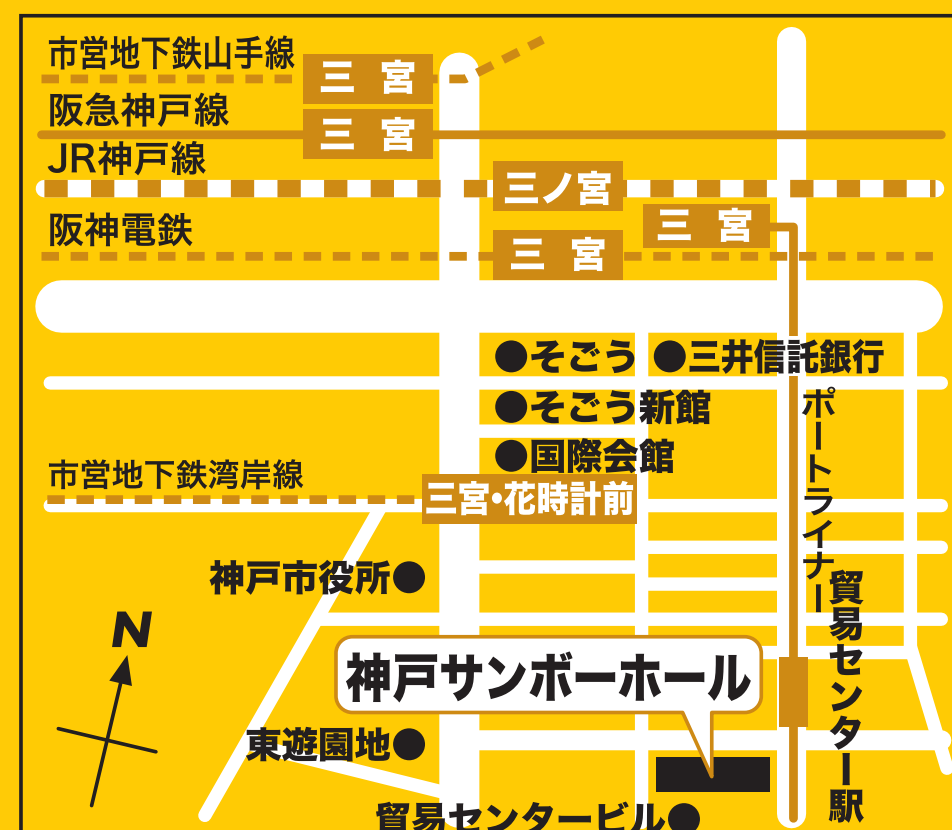 市営地下鉄山手線
三宮
阪急神戸線
三宮
JR神戸線
三ノ宮
三宮
阪神電鉄
三宮
●そごう ●三井信託銀行
●そごう新館
●国際会館
ポートライナー
市営地下鉄湾岸線
三宮・花時計前
神戸市役所●
貿易センター駅
N
神戸サンボーホール
東遊園地●
貿易センタービル●